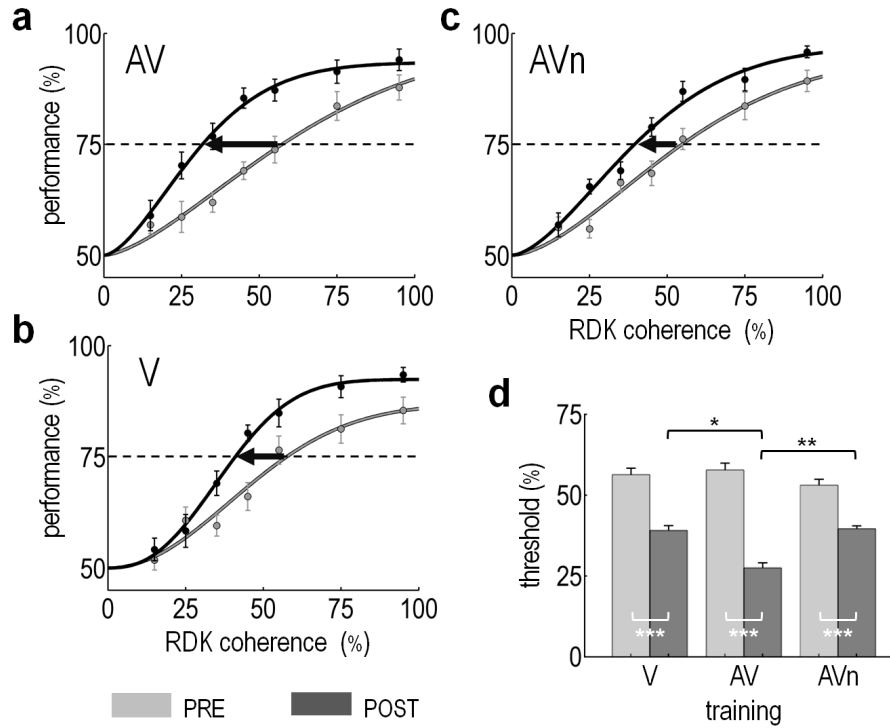 a
AV
performance (%)
100
75
50
0
25
50
75
100
b
V
performance (%)
100
75
50
0
25
50
75
100
RDK coherence (%)
c
AVn
100
75
50
0
25
50
75
100
RDK coherence (%)
d
threshold (%)
75
50
25
0
*
**
***
***
***
V
AV
AVn
training
PRE
POST